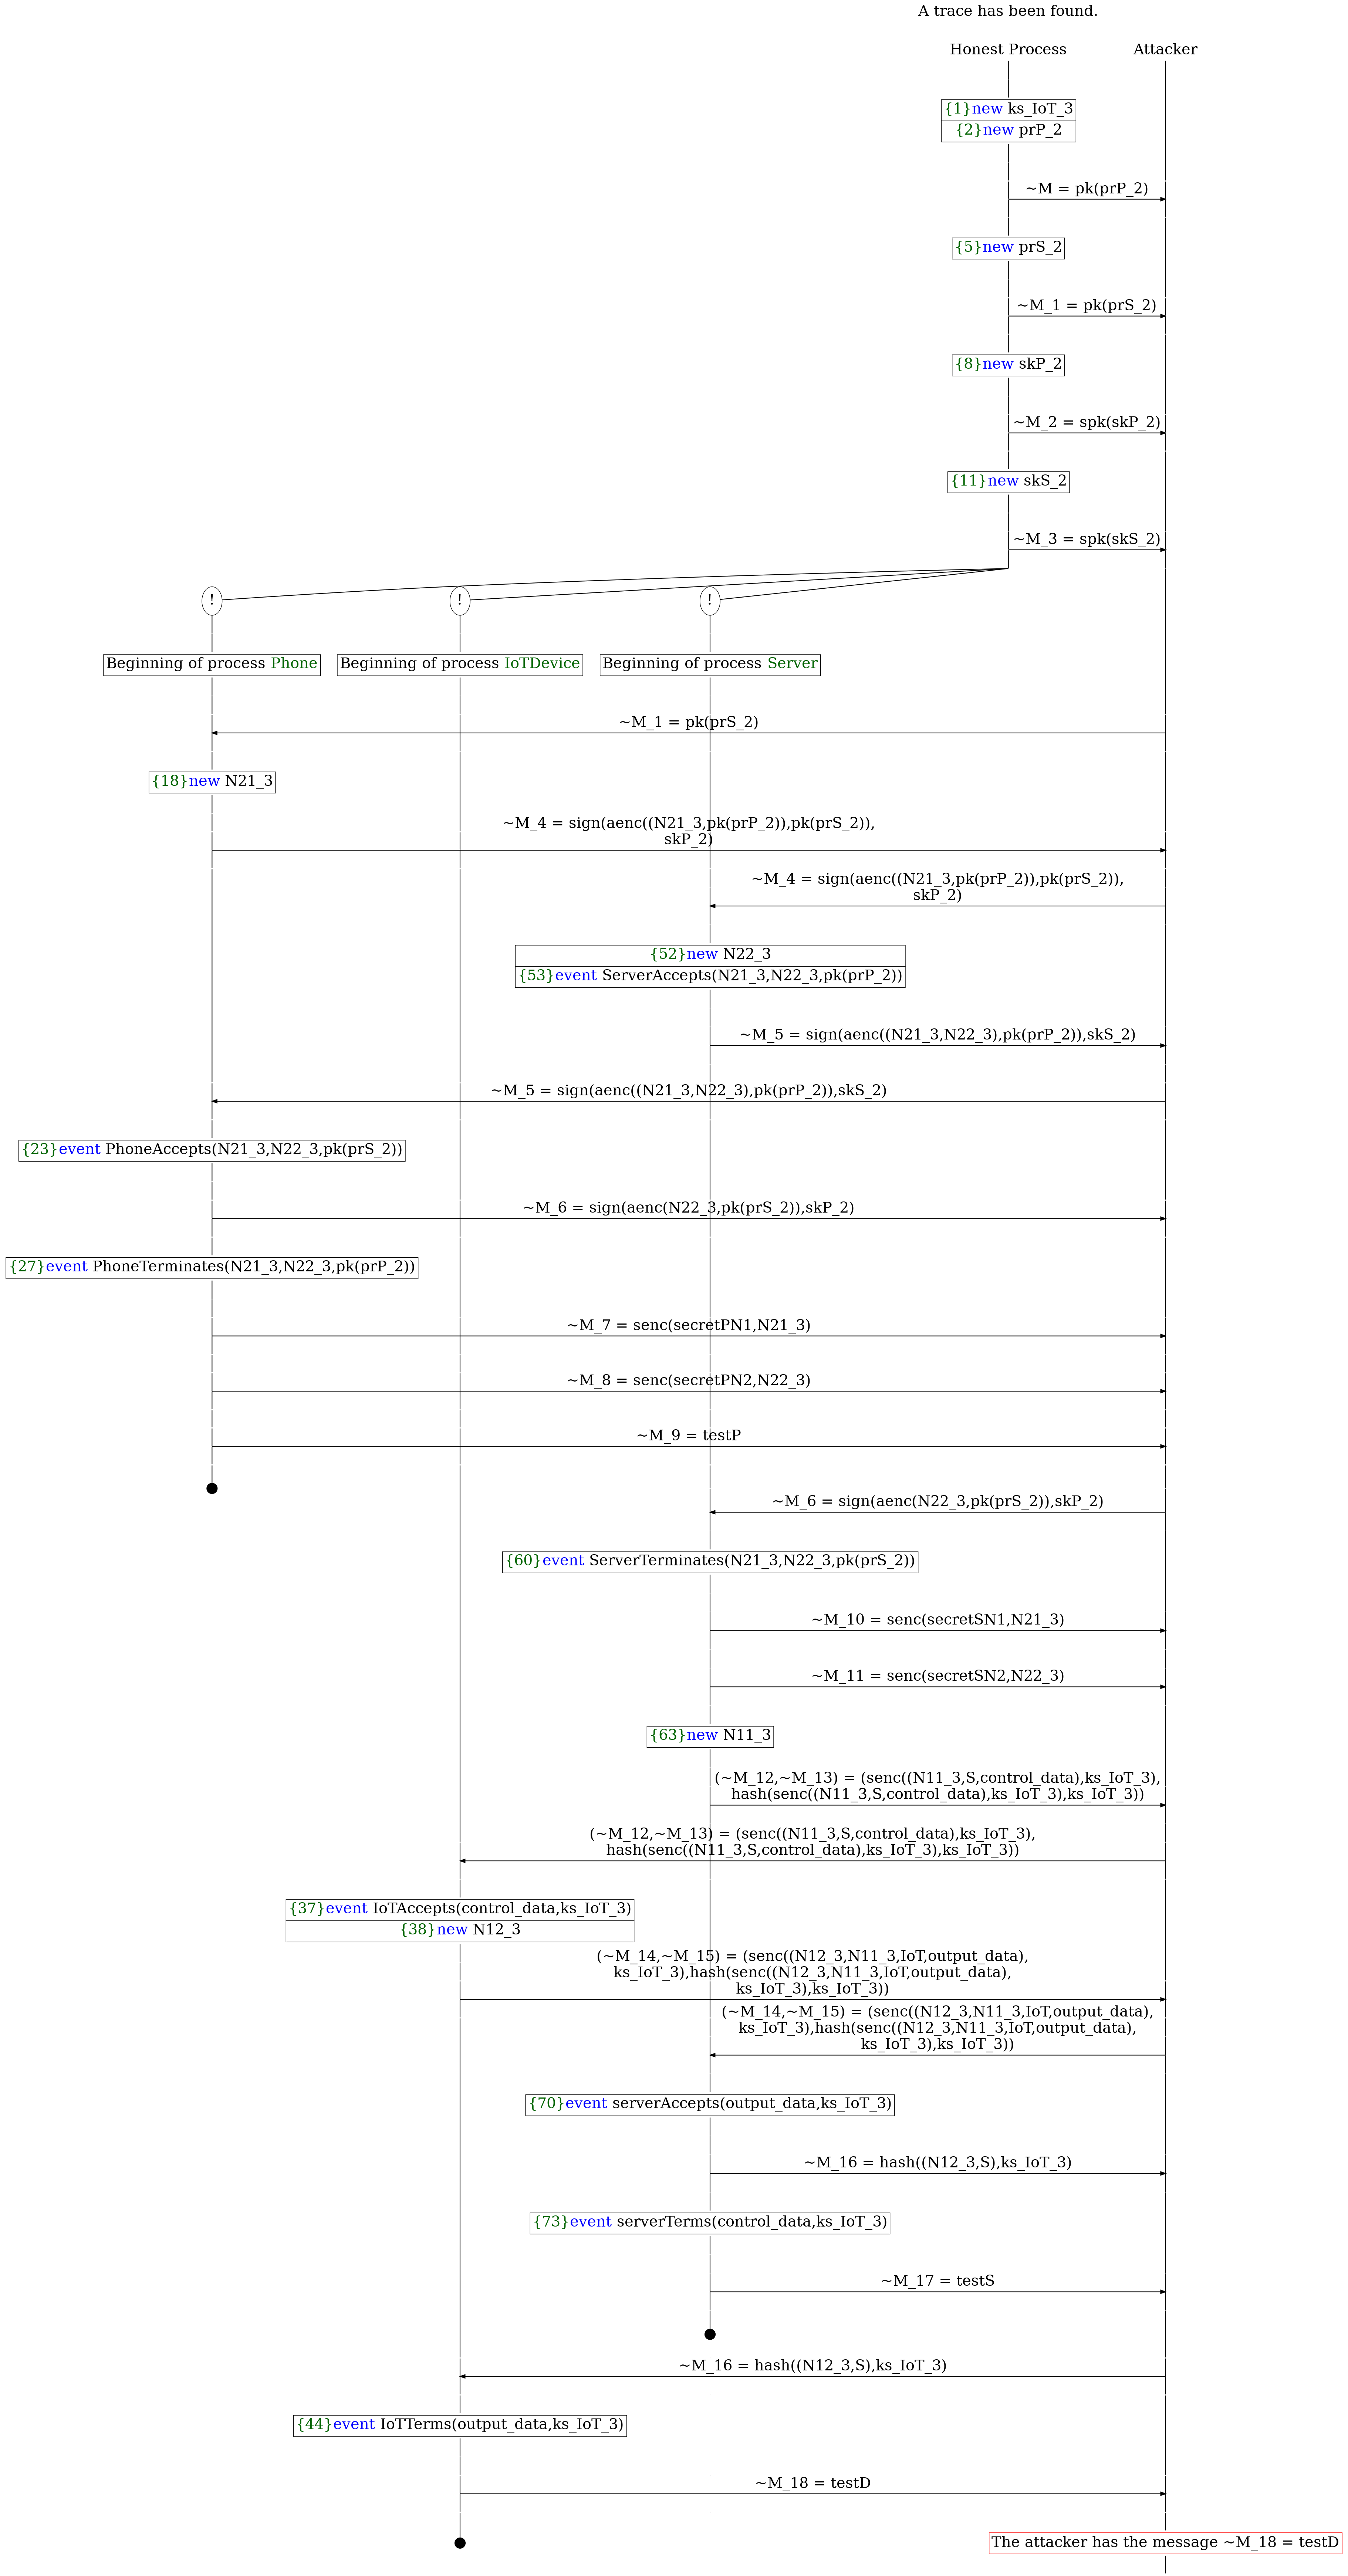 A trace has been found.
Honest Process
Attacker
{1}new ks_IoT_3
{2}new prP_2
~M = pk(prP_2)
{5}new prS_2
~M_1 = pk(prS_2)
{8}new skP_2
~M_2 = spk(skP_2)
{11}new skS_2
~M_3 = spk(skS_2)
!
!
!
Beginning of process Phone
Beginning of process IoTDevice
Beginning of process Server
~M_1 = pk(prS_2)
{18}new N21_3
~M_4 = sign(aenc((N21_3,pk(prP_2)),pk(prS_2)),
skP_2)
~M_4 = sign(aenc((N21_3,pk(prP_2)),pk(prS_2)),
skP_2)
{52}new N22_3
{53}event ServerAccepts(N21_3,N22_3,pk(prP_2))
~M_5 = sign(aenc((N21_3,N22_3),pk(prP_2)),skS_2)
~M_5 = sign(aenc((N21_3,N22_3),pk(prP_2)),skS_2)
{23}event PhoneAccepts(N21_3,N22_3,pk(prS_2))
~M_6 = sign(aenc(N22_3,pk(prS_2)),skP_2)
{27}event PhoneTerminates(N21_3,N22_3,pk(prP_2))
~M_7 = senc(secretPN1,N21_3)
~M_8 = senc(secretPN2,N22_3)
~M_9 = testP
~M_6 = sign(aenc(N22_3,pk(prS_2)),skP_2)
{60}event ServerTerminates(N21_3,N22_3,pk(prS_2))
~M_10 = senc(secretSN1,N21_3)
~M_11 = senc(secretSN2,N22_3)
{63}new N11_3
(~M_12,~M_13) = (senc((N11_3,S,control_data),ks_IoT_3),
hash(senc((N11_3,S,control_data),ks_IoT_3),ks_IoT_3))
(~M_12,~M_13) = (senc((N11_3,S,control_data),ks_IoT_3),
hash(senc((N11_3,S,control_data),ks_IoT_3),ks_IoT_3))
{37}event IoTAccepts(control_data,ks_IoT_3)
{38}new N12_3
(~M_14,~M_15) = (senc((N12_3,N11_3,IoT,output_data),
ks_IoT_3),hash(senc((N12_3,N11_3,IoT,output_data),
ks_IoT_3),ks_IoT_3))
(~M_14,~M_15) = (senc((N12_3,N11_3,IoT,output_data),
ks_IoT_3),hash(senc((N12_3,N11_3,IoT,output_data),
ks_IoT_3),ks_IoT_3))
{70}event serverAccepts(output_data,ks_IoT_3)
~M_16 = hash((N12_3,S),ks_IoT_3)
{73}event serverTerms(control_data,ks_IoT_3)
~M_17 = testS
~M_16 = hash((N12_3,S),ks_IoT_3)
{44}event IoTTerms(output_data,ks_IoT_3)
~M_18 = testD
The attacker has the message ~M_18 = testD